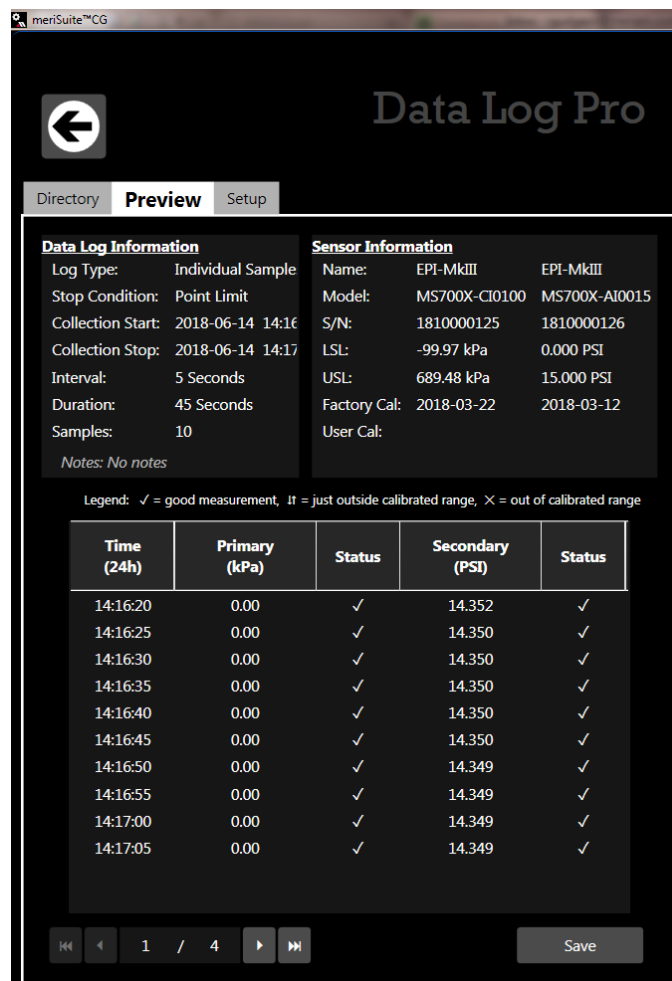 meriSuite™CG
Data Log Pro
Directory Preview Setup
Data Log Information
Log Type: Individual Sample
Stop Condition: Point Limit
Collection Start: 2018-06-14 14:16
Collection Stop: 2018-06-14 14:17
Interval: 5 Seconds
Duration: 45 Seconds
Samples: 10
Notes: No notes
Sensor Information
Name: EPI-MkIII EPI-MkIII
Model: MS700X-CI0100 MS700X-AI0015
S/N: 1810000125 1810000126
LSL: -99.97 kPa 0.000 PSI
USL: 689.48 kPa 15.000 PSI
Factory Cal: 2018-03-22 2018-03-12
User Cal:
Legend: ✓ = good measurement, ↓↑ = just outside calibrated range, ✕ = out of calibrated range
Time Primary Status Secondary Status
(24h) (kPa) (PSI)
14:16:20 0.00 ✓ 14.352 ✓
14:16:25 0.00 ✓ 14.350 ✓
14:16:30 0.00 ✓ 14.350 ✓
14:16:35 0.00 ✓ 14.350 ✓
14:16:40 0.00 ✓ 14.350 ✓
14:16:45 0.00 ✓ 14.350 ✓
14:16:50 0.00 ✓ 14.349 ✓
14:16:55 0.00 ✓ 14.349 ✓
14:17:00 0.00 ✓ 14.349 ✓
14:17:05 0.00 ✓ 14.349 ✓
1 / 4
Save